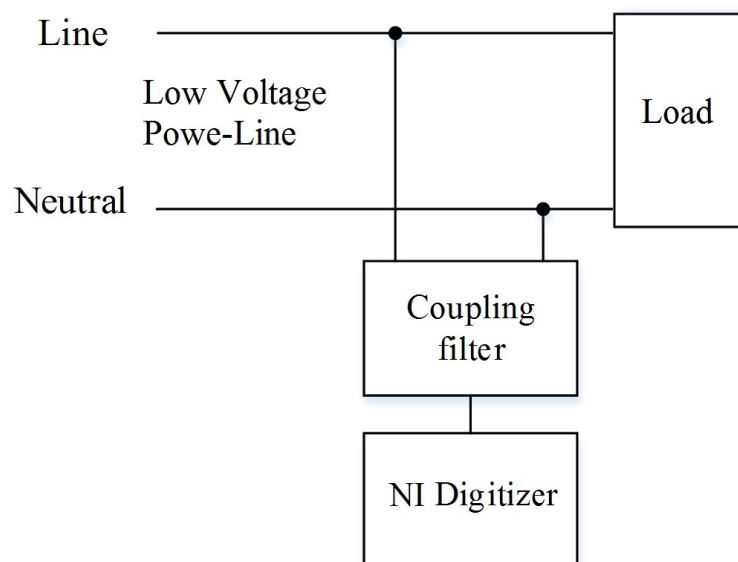 Line
Low Voltage
Powe-Line
Load
Neutral
Coupling
filter
NI Digitizer